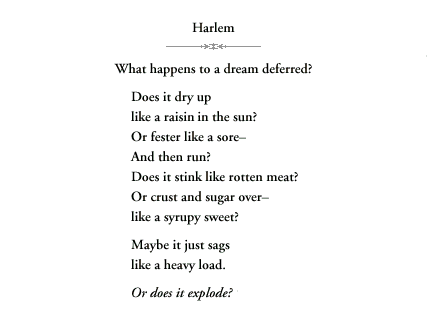 Harlem
What happens to a dream deferred?
Does it dry up
like a raisin in the sun?
Or fester like a sore–
And then run?
Does it stink like rotten meat?
Or crust and sugar over–
like a syrupy sweet?
Maybe it just sags
like a heavy load.
Or does it explode?